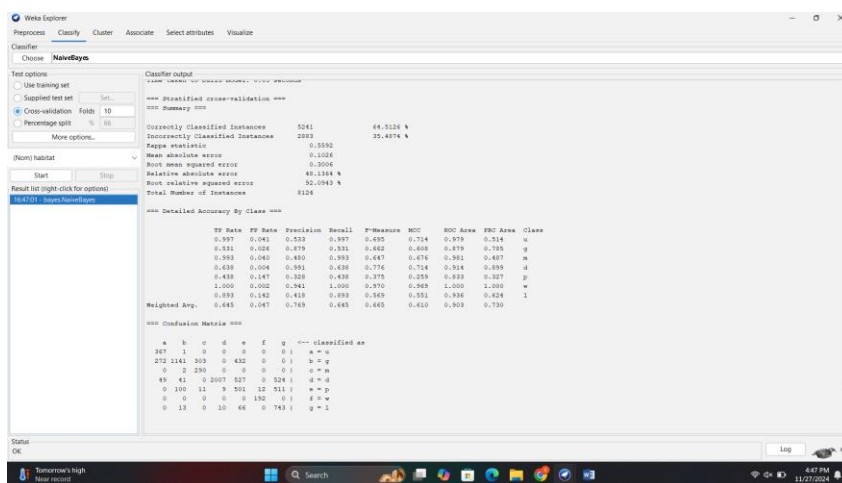 Weka Explorer
Preprocess Classify Cluster Associate Select attributes Visualize
Classifier
Choose NaiveBayes
Test options
Use training set
Supplied test set Set...
Cross-validation Folds 10
Percentage split % 66
More options...
(Nom) habitat
Start Stop
Result list (right-click for options)
16:47:01 - bayes.NaiveBayes
Classifier output
=== Stratified cross-validation ===
=== Summary ===
Correctly Classified Instances 5241 64.5126 %
Incorrectly Classified Instances 2883 35.4874 %
Kappa statistic 0.5592
Mean absolute error 0.1026
Root mean squared error 0.3006
Relative absolute error 48.1364 %
Root relative squared error 92.0943 %
Total Number of Instances 8124
=== Detailed Accuracy By Class ===
TP Rate FP Rate Precision Recall F-Measure MCC ROC Area PRC Area Class
0.997 0.041 0.533 0.997 0.695 0.714 0.979 0.514 u
0.531 0.026 0.879 0.531 0.662 0.608 0.879 0.785 g
0.993 0.040 0.480 0.993 0.647 0.676 0.981 0.487 m
0.638 0.004 0.991 0.638 0.776 0.714 0.914 0.899 d
0.438 0.147 0.328 0.438 0.375 0.259 0.833 0.327 p
1.000 0.002 0.941 1.000 0.970 0.969 1.000 1.000 w
0.893 0.142 0.418 0.893 0.569 0.551 0.936 0.624 l
Weighted Avg. 0.645 0.047 0.769 0.645 0.665 0.610 0.903 0.730
=== Confusion Matrix ===
a b c d e f g <-- classified as
367 1 0 0 0 0 0 | a = u
272 1141 303 0 432 0 0 | b = g
0 2 290 0 0 0 0 | c = m
49 41 0 2007 527 0 524 | d = d
0 100 11 9 501 12 511 | e = p
0 0 0 0 0 192 0 | f = w
0 13 0 10 66 0 743 | g = l
Status
OK
Log
Tomorrow's high
Near record
Search
4:47 PM
11/27/2024